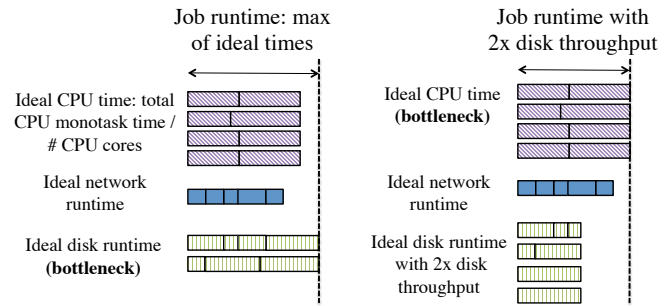 Job runtime: max
of ideal times
Ideal CPU time: total
CPU monotask time /
# CPU cores
Ideal network
runtime
Ideal disk runtime
(bottleneck)
Job runtime with
2x disk throughput
Ideal CPU time
(bottleneck)
Ideal network
runtime
Ideal disk runtime
with 2x disk
throughput